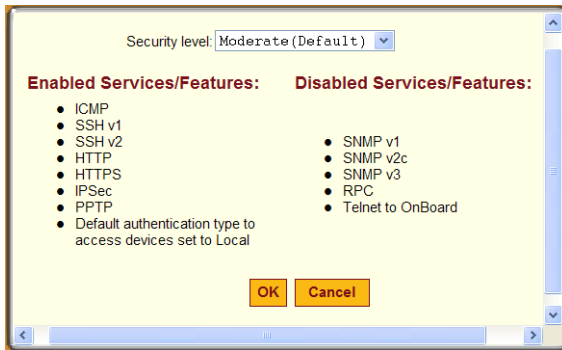 Security level: Moderate(Default)
Enabled Services/Features:
ICMP
SSH v1
SSH v2
HTTP
HTTPS
IPSec
PPTP
Default authentication type to
access devices set to Local
Disabled Services/Features:
SNMP v1
SNMP v2c
SNMP v3
RPC
Telnet to OnBoard
OK Cancel